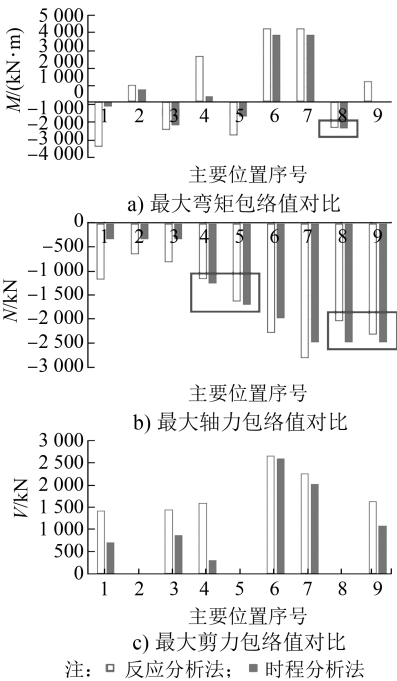 M/(kN·m)
5 000
4 000
3 000
2 000
1 000
0
−1 000
−2 000
−3 000
−4 000
1 2 3 4 5 6 7 8 9
主要位置序号
a) 最大弯矩包络值对比
N/kN
0
−500
−1 000
−1 500
−2 000
−2 500
−3 000
1 2 3 4 5 6 7 8 9
主要位置序号
b) 最大轴力包络值对比
V/kN
3 000
2 500
2 000
1 500
1 000
500
0
1 2 3 4 5 6 7 8 9
主要位置序号
c) 最大剪力包络值对比
注: 反应分析法; 时程分析法